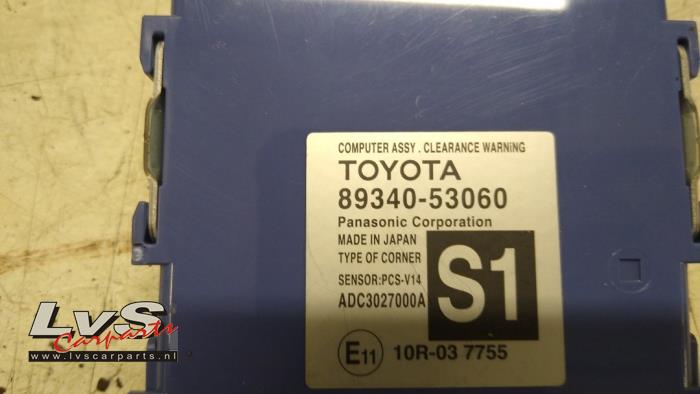 COMPUTER ASSY . CLEARANCE WARNiNG
TOYOTA
89340-53060
Panasonic Corporation
MADE IN JAPAN
TYPE OF CORNER
SENSOR:PCS-V14
ADC3027000A
S1
E11 10R-03 7755
LvS
Carparts
www.lvscarparts.nl